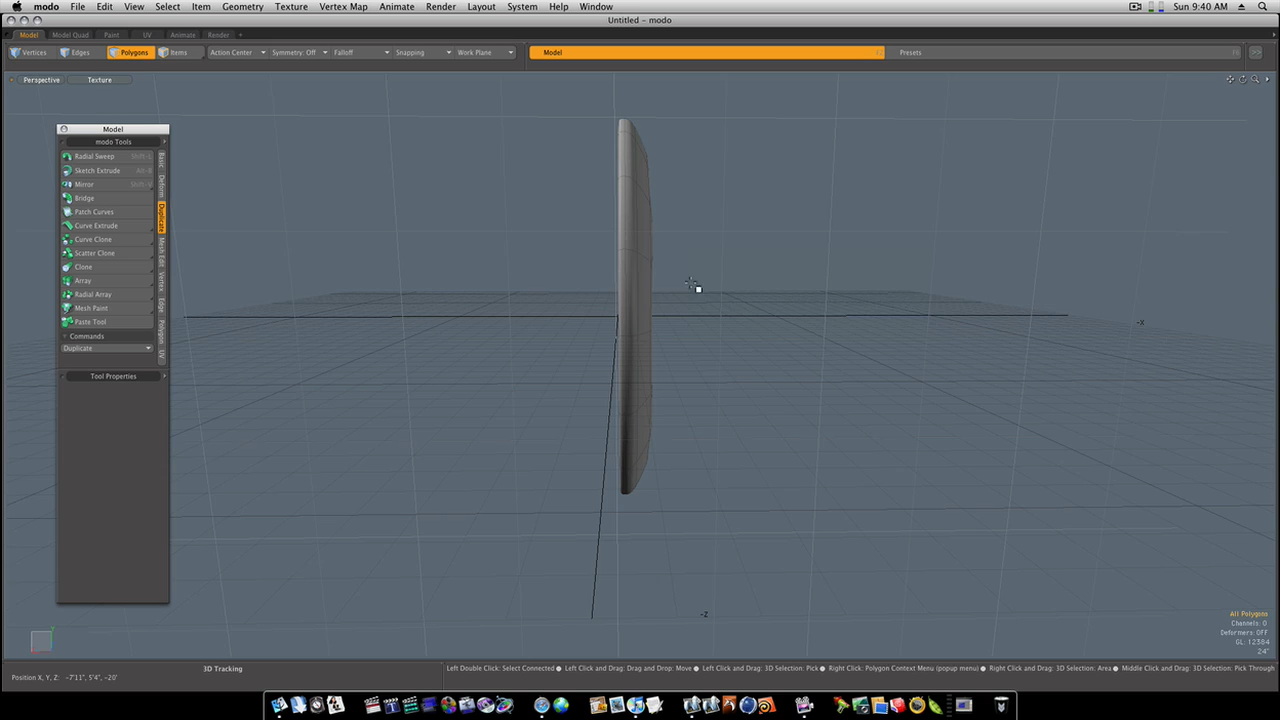 modo File Edit View Select Item Geometry Texture Vertex Map Animate Render Layout System Help Window Sun 9:40 AM
Untitled - modo
Model Model Quad Paint UV Animate Render +
Vertices Edges Polygons Items Action Center Symmetry: Off Falloff Snapping Work Plane Model Presets >>
Perspective Texture
Model
modo Tools
Radial Sweep Shift-L
Sketch Extrude
Mirror Shift-V
Bridge
Patch Curves
Curve Extrude
Curve Clone
Scatter Clone
Clone
Array
Radial Array
Mesh Paint
Paste Tool
Commands
Duplicate
Basic
Deform
Duplicate
Mesh Edit
Vertex
Edge
Polygon
UV
Tool Properties
-X
-Z
Y
All Polygons
Channels: 0
Deformers: OFF
GL: 12384
24"
3D Tracking
Left Double Click: Select Connected ● Left Click and Drag: Drag and Drop: Move ● Left Click and Drag: 3D Selection: Pick ● Right Click: Polygon Context Menu (popup menu) ● Right Click and Drag: 3D Selection: Area ● Middle Click and Drag: 3D Selection: Pick Through
Position X, Y, Z: -7'11", 5'4", -20'